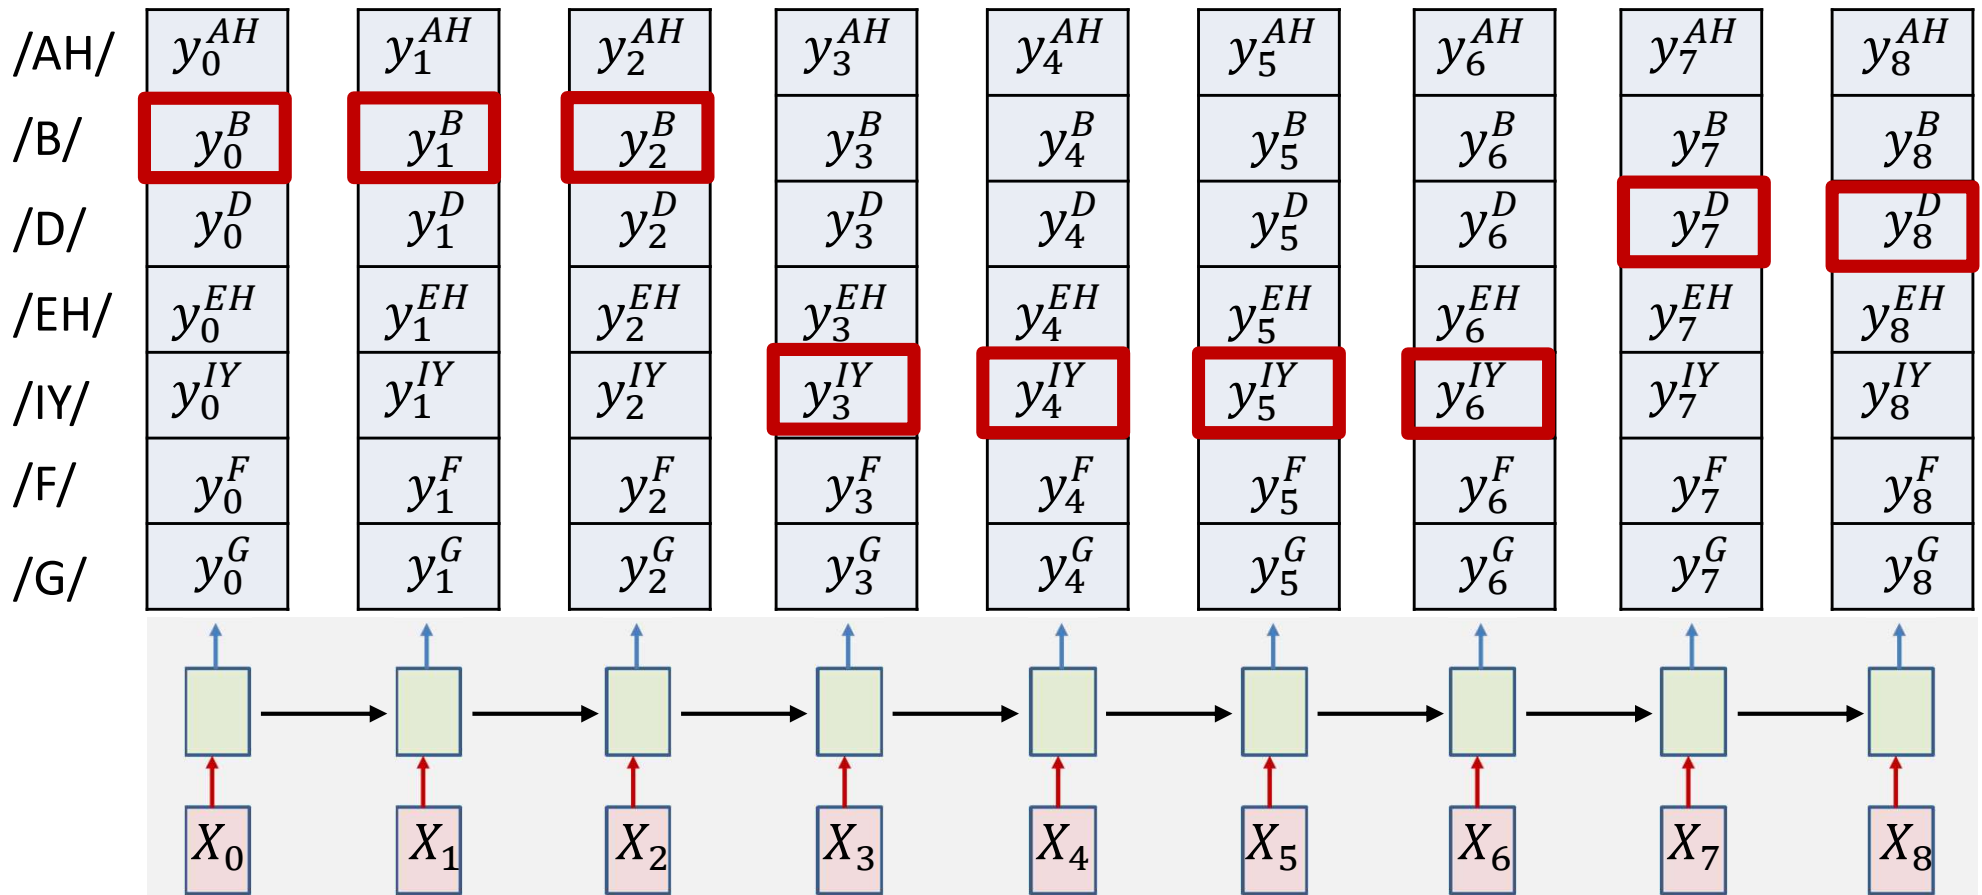 /AH/ y_0^{AH} y_1^{AH} y_2^{AH} y_3^{AH} y_4^{AH} y_5^{AH} y_6^{AH} y_7^{AH} y_8^{AH}
/B/ y_0^{B} y_1^{B} y_2^{B} y_3^{B} y_4^{B} y_5^{B} y_6^{B} y_7^{B} y_8^{B}
/D/ y_0^{D} y_1^{D} y_2^{D} y_3^{D} y_4^{D} y_5^{D} y_6^{D} y_7^{D} y_8^{D}
/EH/ y_0^{EH} y_1^{EH} y_2^{EH} y_3^{EH} y_4^{EH} y_5^{EH} y_6^{EH} y_7^{EH} y_8^{EH}
/IY/ y_0^{IY} y_1^{IY} y_2^{IY} y_3^{IY} y_4^{IY} y_5^{IY} y_6^{IY} y_7^{IY} y_8^{IY}
/F/ y_0^{F} y_1^{F} y_2^{F} y_3^{F} y_4^{F} y_5^{F} y_6^{F} y_7^{F} y_8^{F}
/G/ y_0^{G} y_1^{G} y_2^{G} y_3^{G} y_4^{G} y_5^{G} y_6^{G} y_7^{G} y_8^{G}
X_0 X_1 X_2 X_3 X_4 X_5 X_6 X_7 X_8